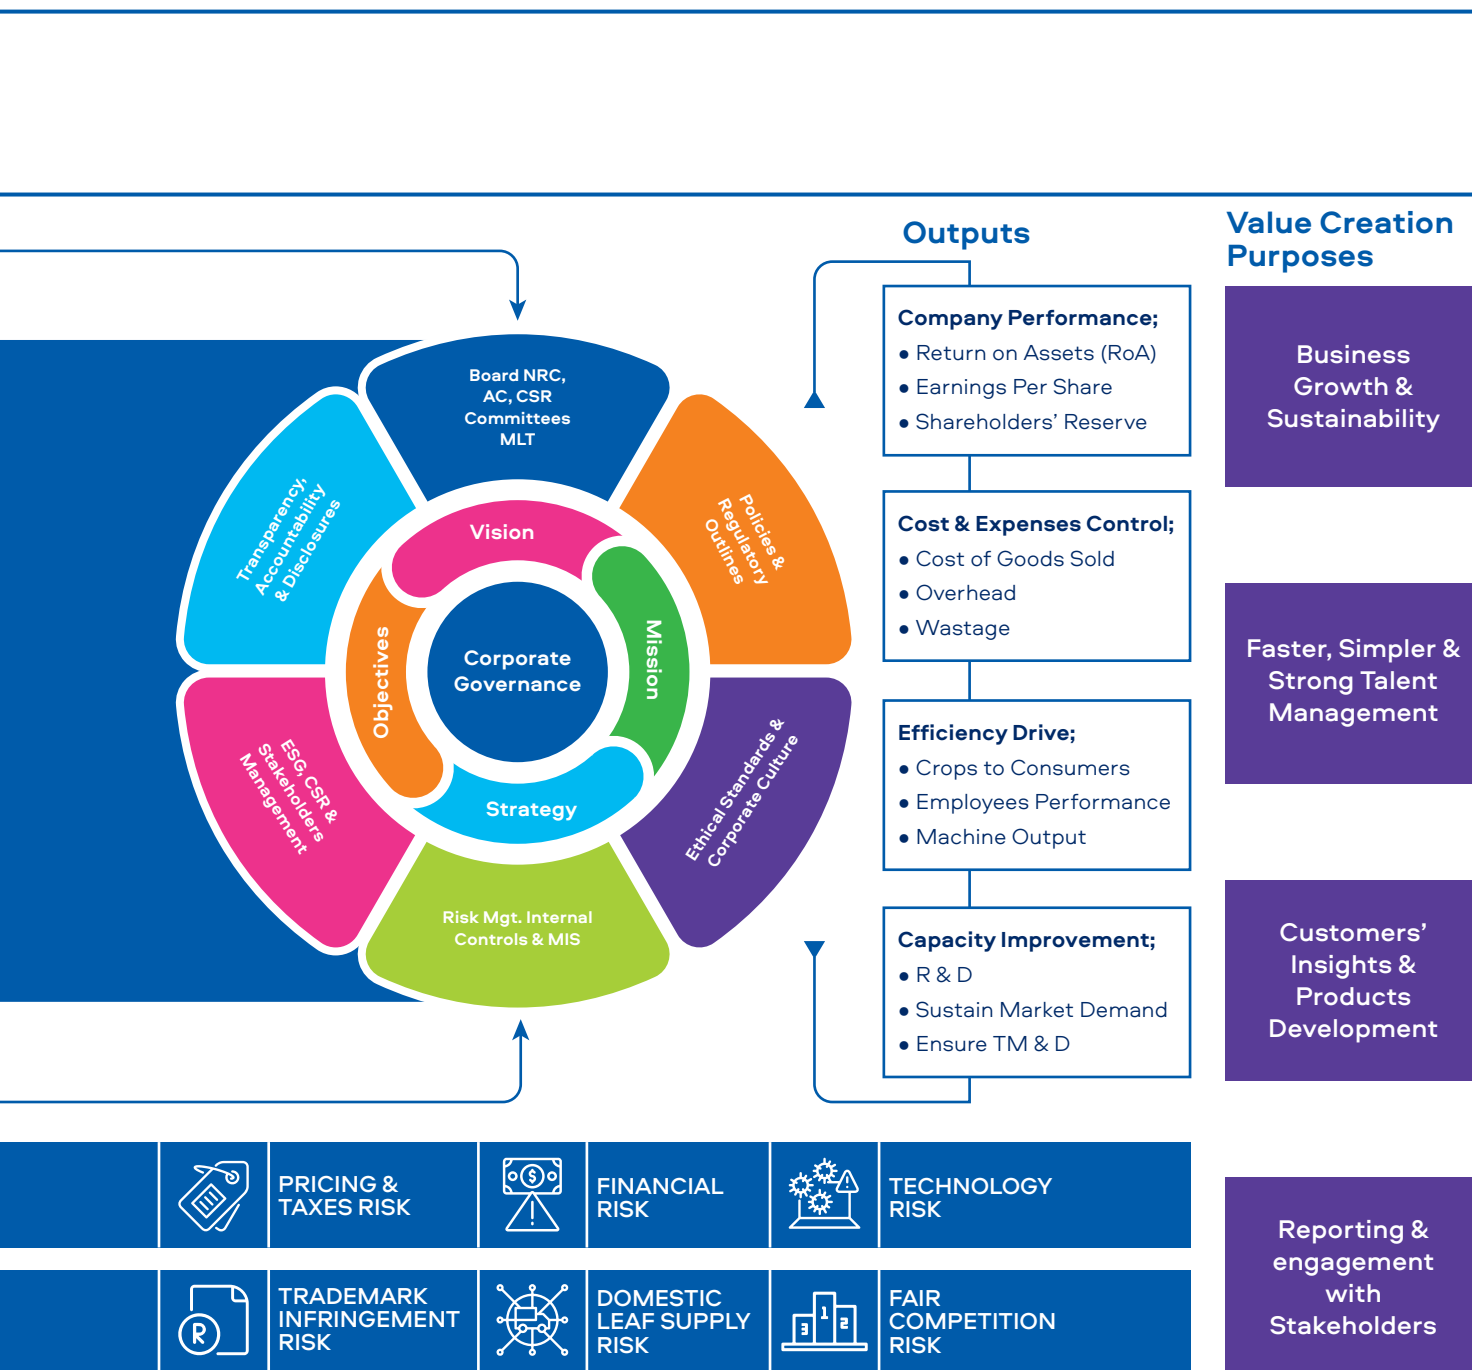 Outputs
Value Creation
Purposes
Board NRC,
AC, CSR
Committees
MLT
Policies &
Regulatory
Outlines
Ethical Standards &
Corporate Culture
Risk Mgt. Internal
Controls & MIS
ESG, CSR &
Stakeholders
Management
Transparency,
Accountability
& Disclosures
Vision
Mission
Strategy
Objectives
Corporate
Governance
Company Performance;
● Return on Assets (RoA)
● Earnings Per Share
● Shareholders’ Reserve
Cost & Expenses Control;
● Cost of Goods Sold
● Overhead
● Wastage
Efficiency Drive;
● Crops to Consumers
● Employees Performance
● Machine Output
Capacity Improvement;
● R & D
● Sustain Market Demand
● Ensure TM & D
Business
Growth &
Sustainability
Faster, Simpler &
Strong Talent
Management
Customers’
Insights &
Products
Development
Reporting &
engagement
with
Stakeholders
PRICING &
TAXES RISK
$
FINANCIAL
RISK
TECHNOLOGY
RISK
R
TRADEMARK
INFRINGEMENT
RISK
DOMESTIC
LEAF SUPPLY
RISK
3 1 2
FAIR
COMPETITION
RISK